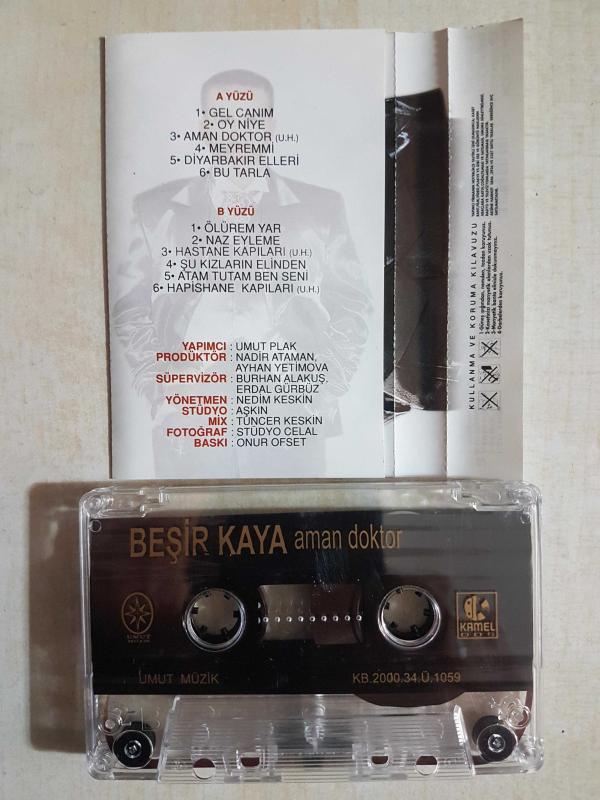 A YÜZÜ
1• GEL CANIM
2• OY NİYE
3• AMAN DOKTOR (U.H.)
4• MEYREMMİ
5• DİYARBAKIR ELLERİ
6• BU TARLA
B YÜZÜ
1• ÖLÜREM YAR
2• NAZ EYLEME
3• HASTANE KAPILARI (U.H.)
4• ŞU KIZLARIN ELİNDEN
5• ATAM TUTAM BEN SENİ
6• HAPİSHANE KAPILARI (U.H.)
YAPIMCI : UMUT PLAK
PRODÜKTÖR : NADİR ATAMAN,
AYHAN YETİMOVA
SÜPERVİZÖR : BURHAN ALAKUŞ,
ERDAL GÜRBÜZ
YÖNETMEN : NEDİM KESKİN
STÜDYO : AŞKIN
MİX : TUNCER KESKİN
FOTOĞRAF : STÜDYO CELAL
BASKI : ONUR OFSET
KULLANMA VE KORUMA KILAVUZU
BEŞİR KAYA aman doktor
UMUT
KAMEL
UMUT MÜZİK
KB.2000.34.Ü.1059